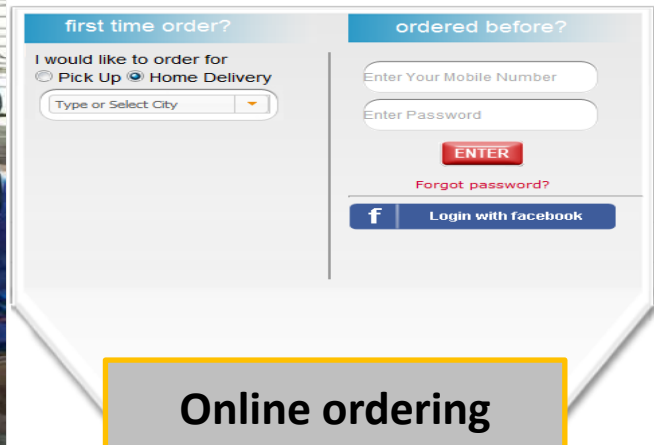 first time order?
I would like to order for
Pick Up Home Delivery
Type or Select City
ordered before?
Enter Your Mobile Number
Enter Password
ENTER
Forgot password?
f Login with facebook
Online ordering